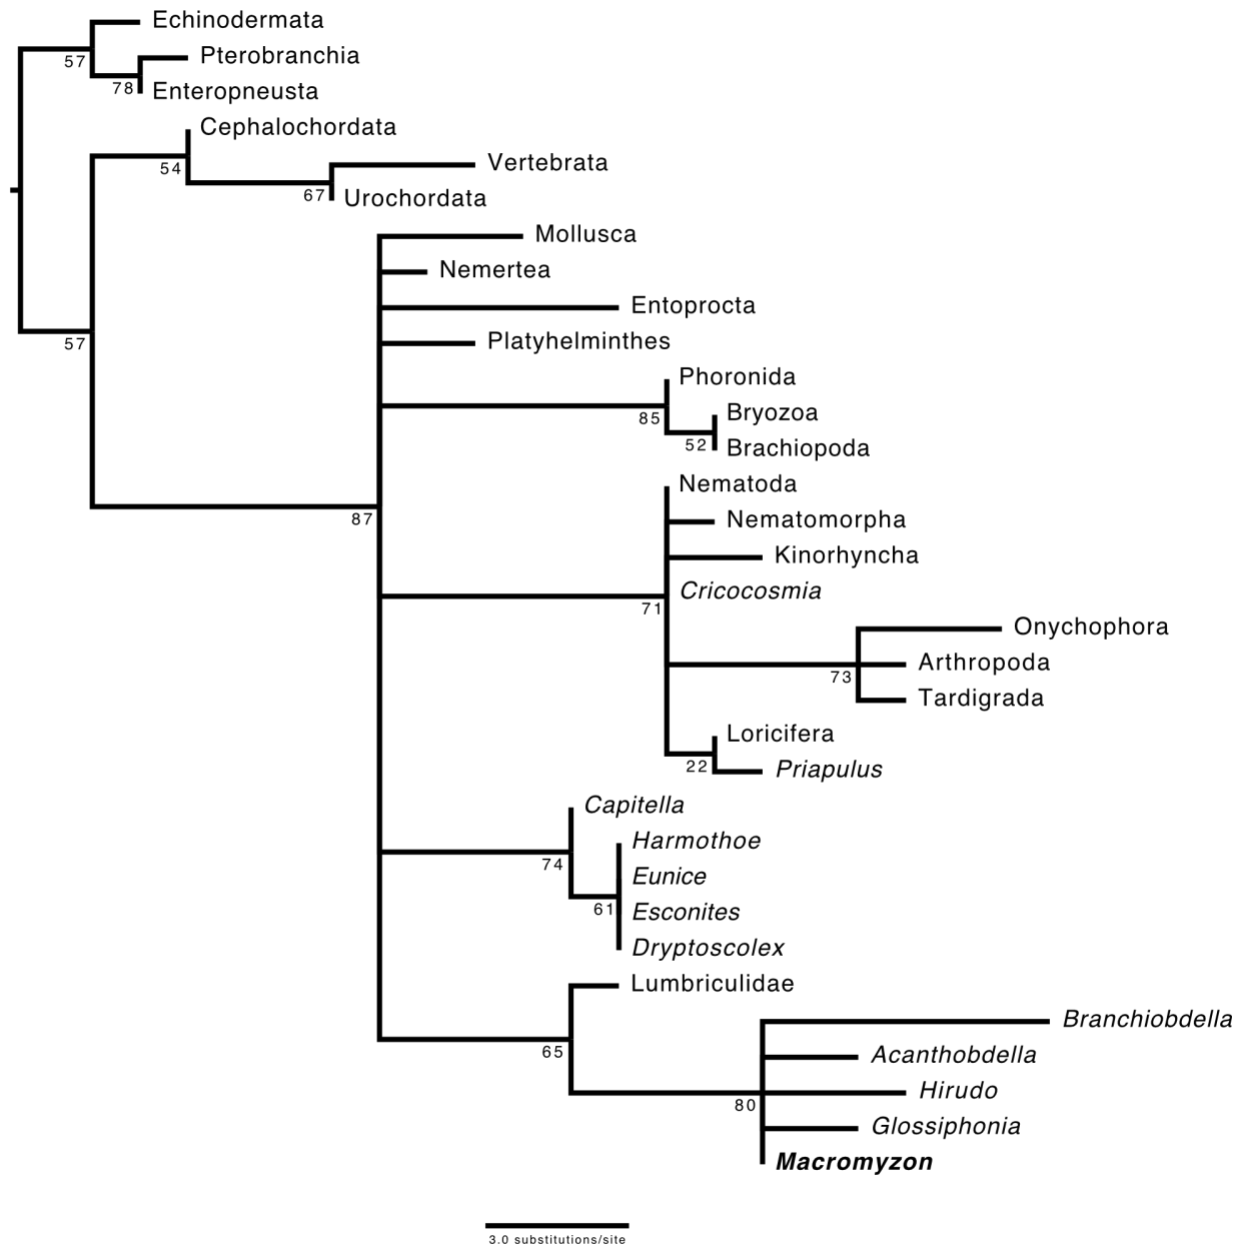 Echinodermata
57
Pterobranchia
78
Enteropneusta
Cephalochordata
54
Vertebrata
67
Urochordata
Mollusca
Nemertea
Entoprocta
57
Platyhelminthes
Phoronida
85
Bryozoa
52
Brachiopoda
Nematoda
87
Nematomorpha
Kinorhyncha
Cricocosmia
71
Onychophora
Arthropoda
73
Tardigrada
Loricifera
22
Priapulus
Capitella
Harmothoe
74
Eunice
61
Esconites
Dryptoscolex
Lumbriculidae
Branchiobdella
65
Acanthobdella
Hirudo
80
Glossiphonia
Macromyzon
3.0 substitutions/site